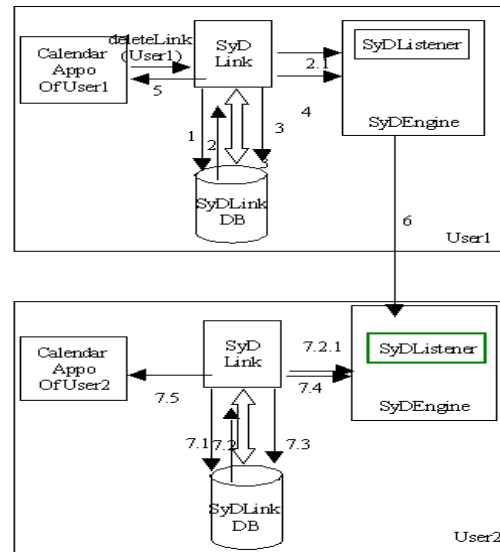 deleteLink
(User1)
Calendar
Appo
OfUser1
SyD
Link
SyDListener
2.1
5
4
SyDEngine
1
2
3
3
SyDLink
DB
6
User1
Calendar
Appo
OfUser2
SyD
Link
7.2.1
SyDListener
7.4
7.5
SyDEngine
7.1
7.2
7.3
SyDLink
DB
User2